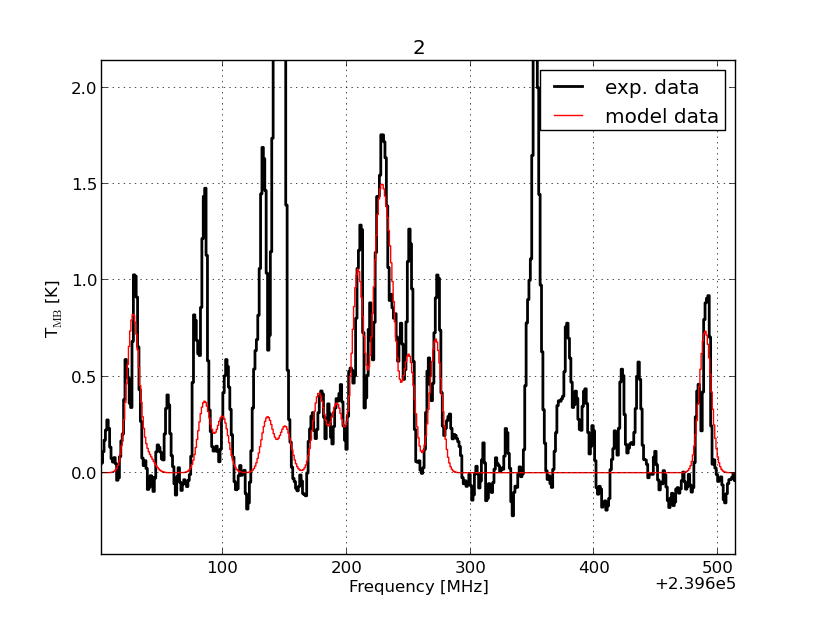 2
exp. data
model data
T_MB [K]
2.0
1.5
1.0
0.5
0.0
100 200 300 400 500
Frequency [MHz]
+2.396e5